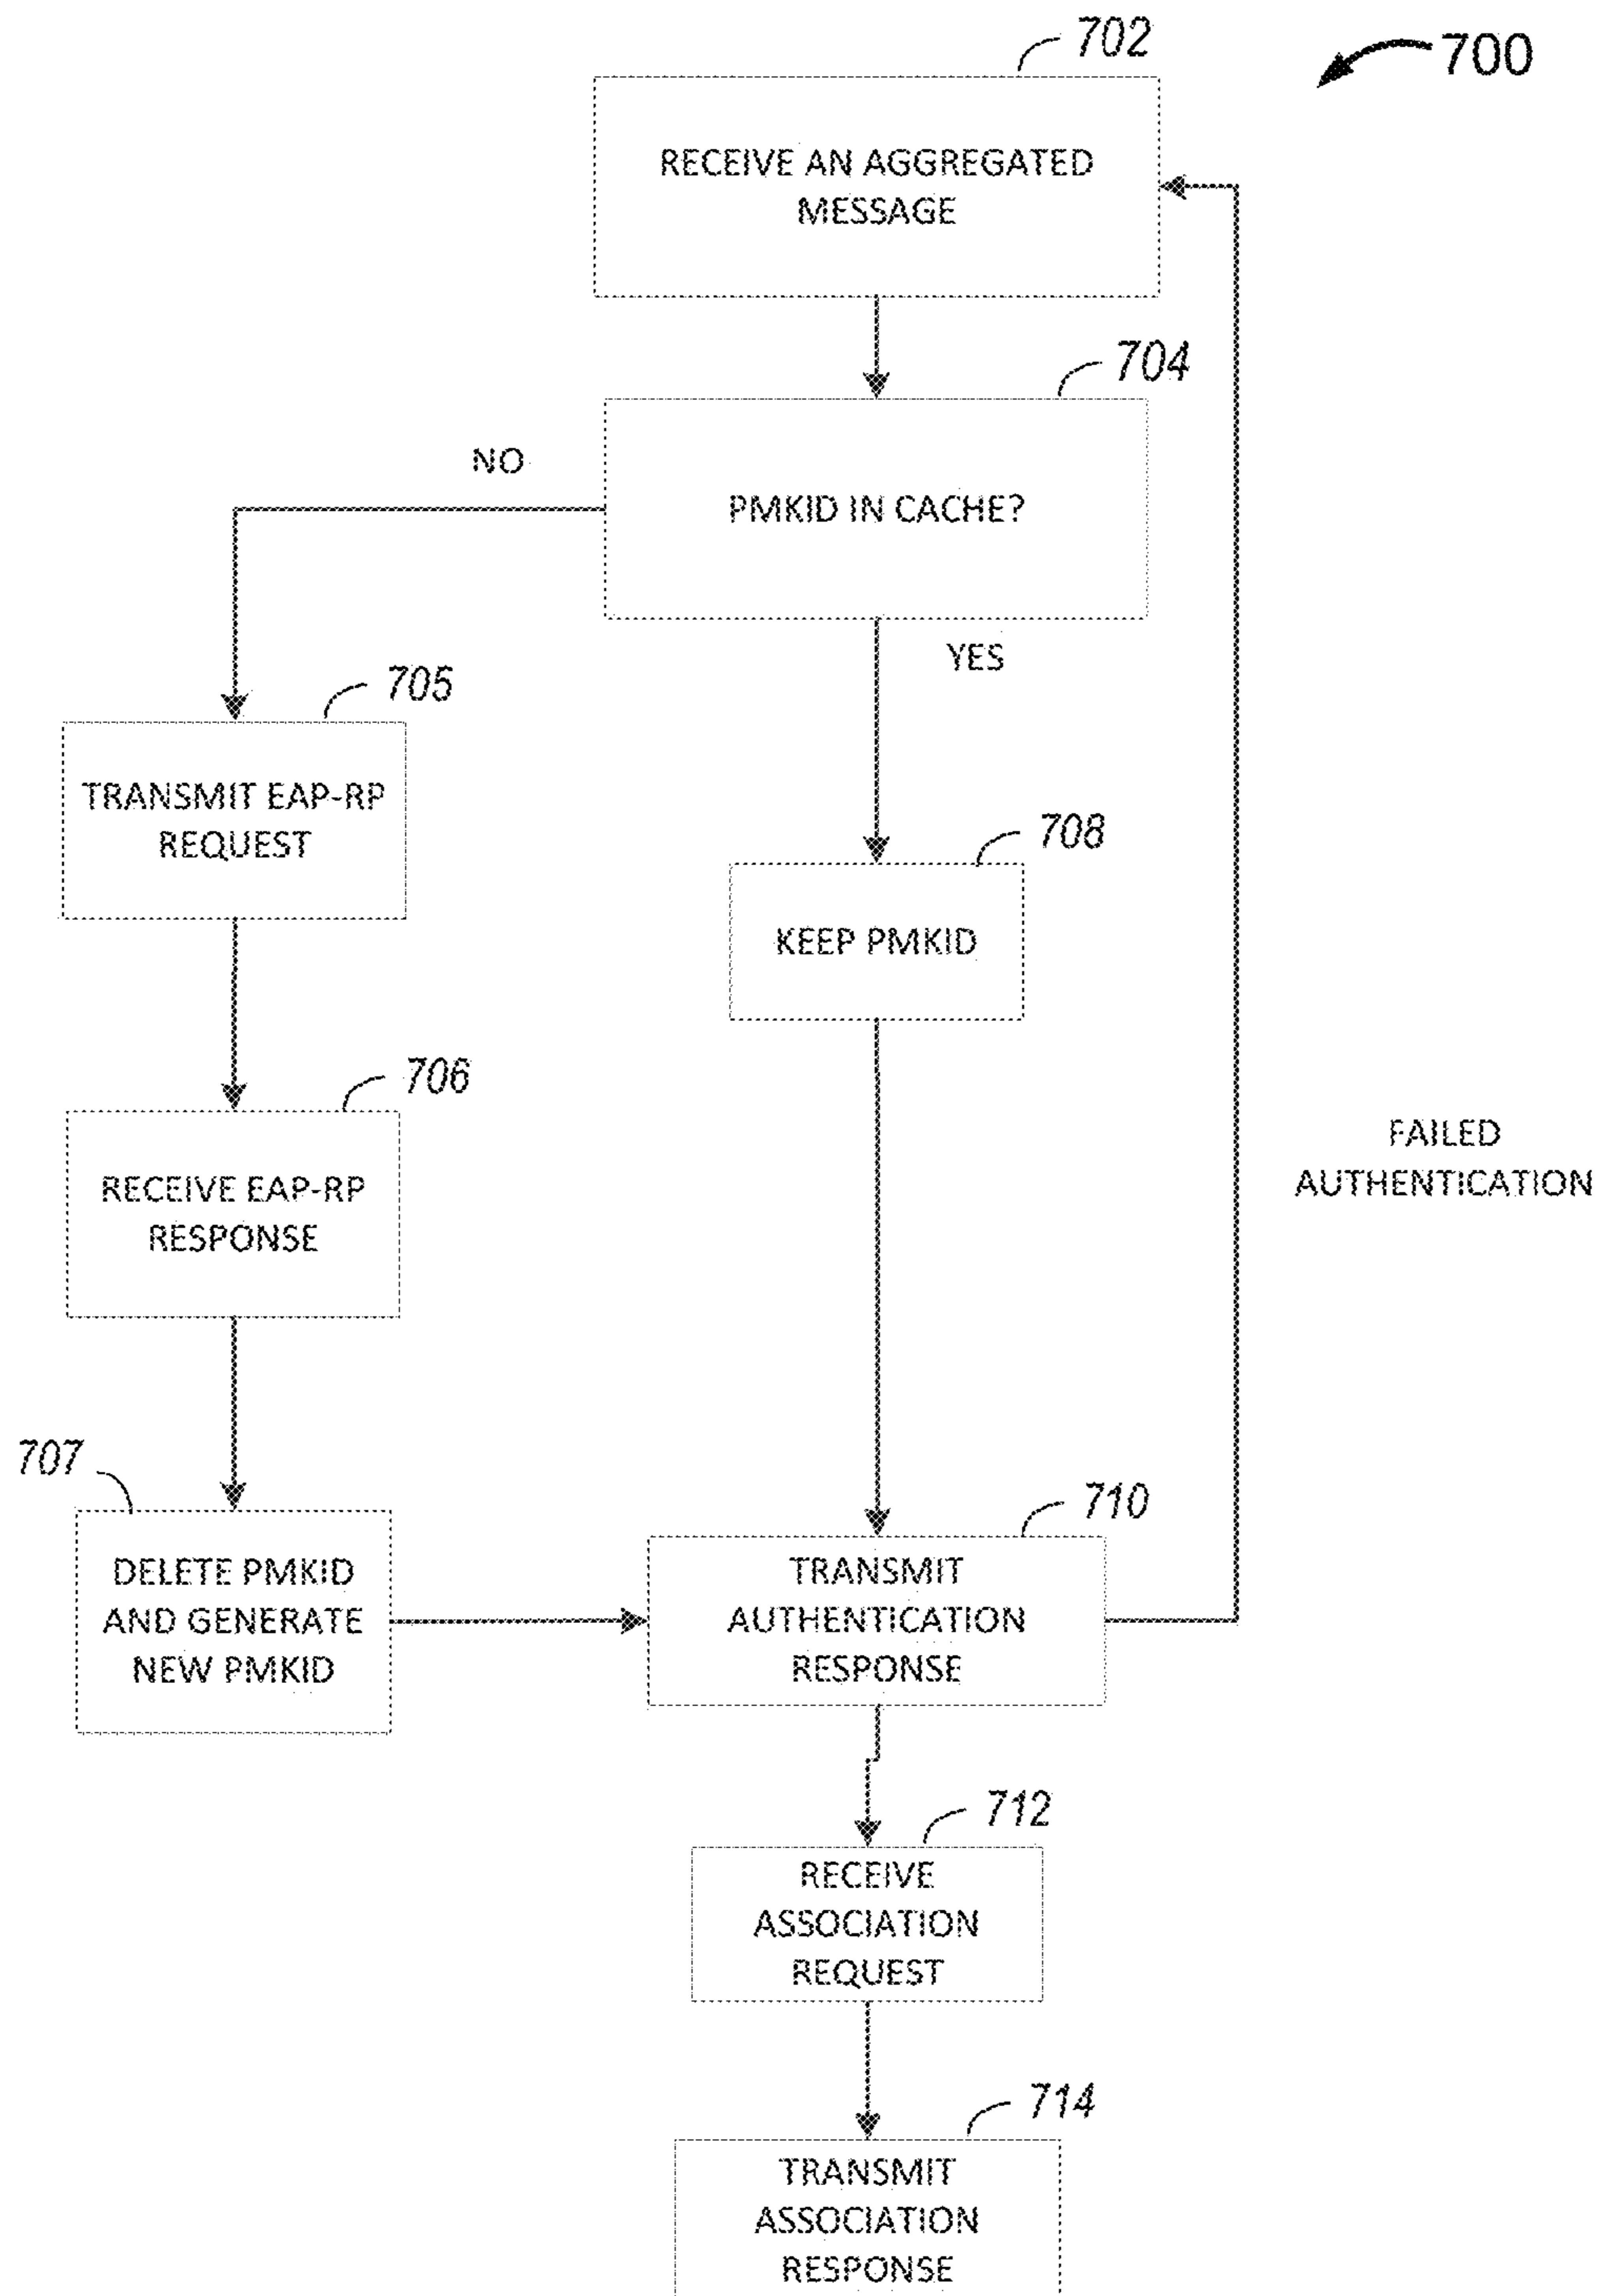 702
700
RECEIVE AN AGGREGATED
MESSAGE
704
NO
PMKID IN CACHE?
YES
705
TRANSMIT EAP-RP
REQUEST
708
KEEP PMKID
706
RECEIVE EAP-RP
RESPONSE
FAILED
AUTHENTICATION
707
DELETE PMKID
AND GENERATE
NEW PMKID
710
TRANSMIT
AUTHENTICATION
RESPONSE
712
RECEIVE
ASSOCIATION
REQUEST
714
TRANSMIT
ASSOCIATION
RESPONSE